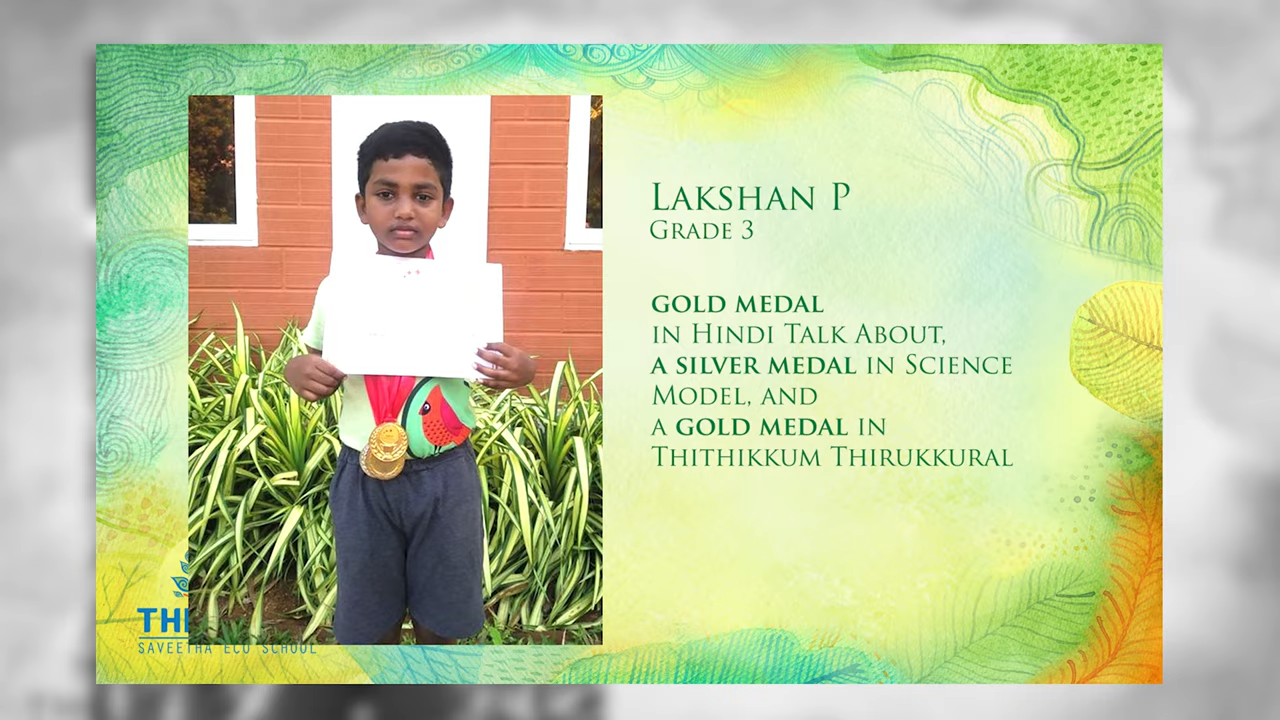 LAKSHAN P
GRADE 3
GOLD MEDAL
IN HINDI TALK ABOUT,
A SILVER MEDAL IN SCIENCE
MODEL, AND
A GOLD MEDAL IN
THITHIKKUM THIRUKKURAL
SAVEETHA ECO SCHOOL